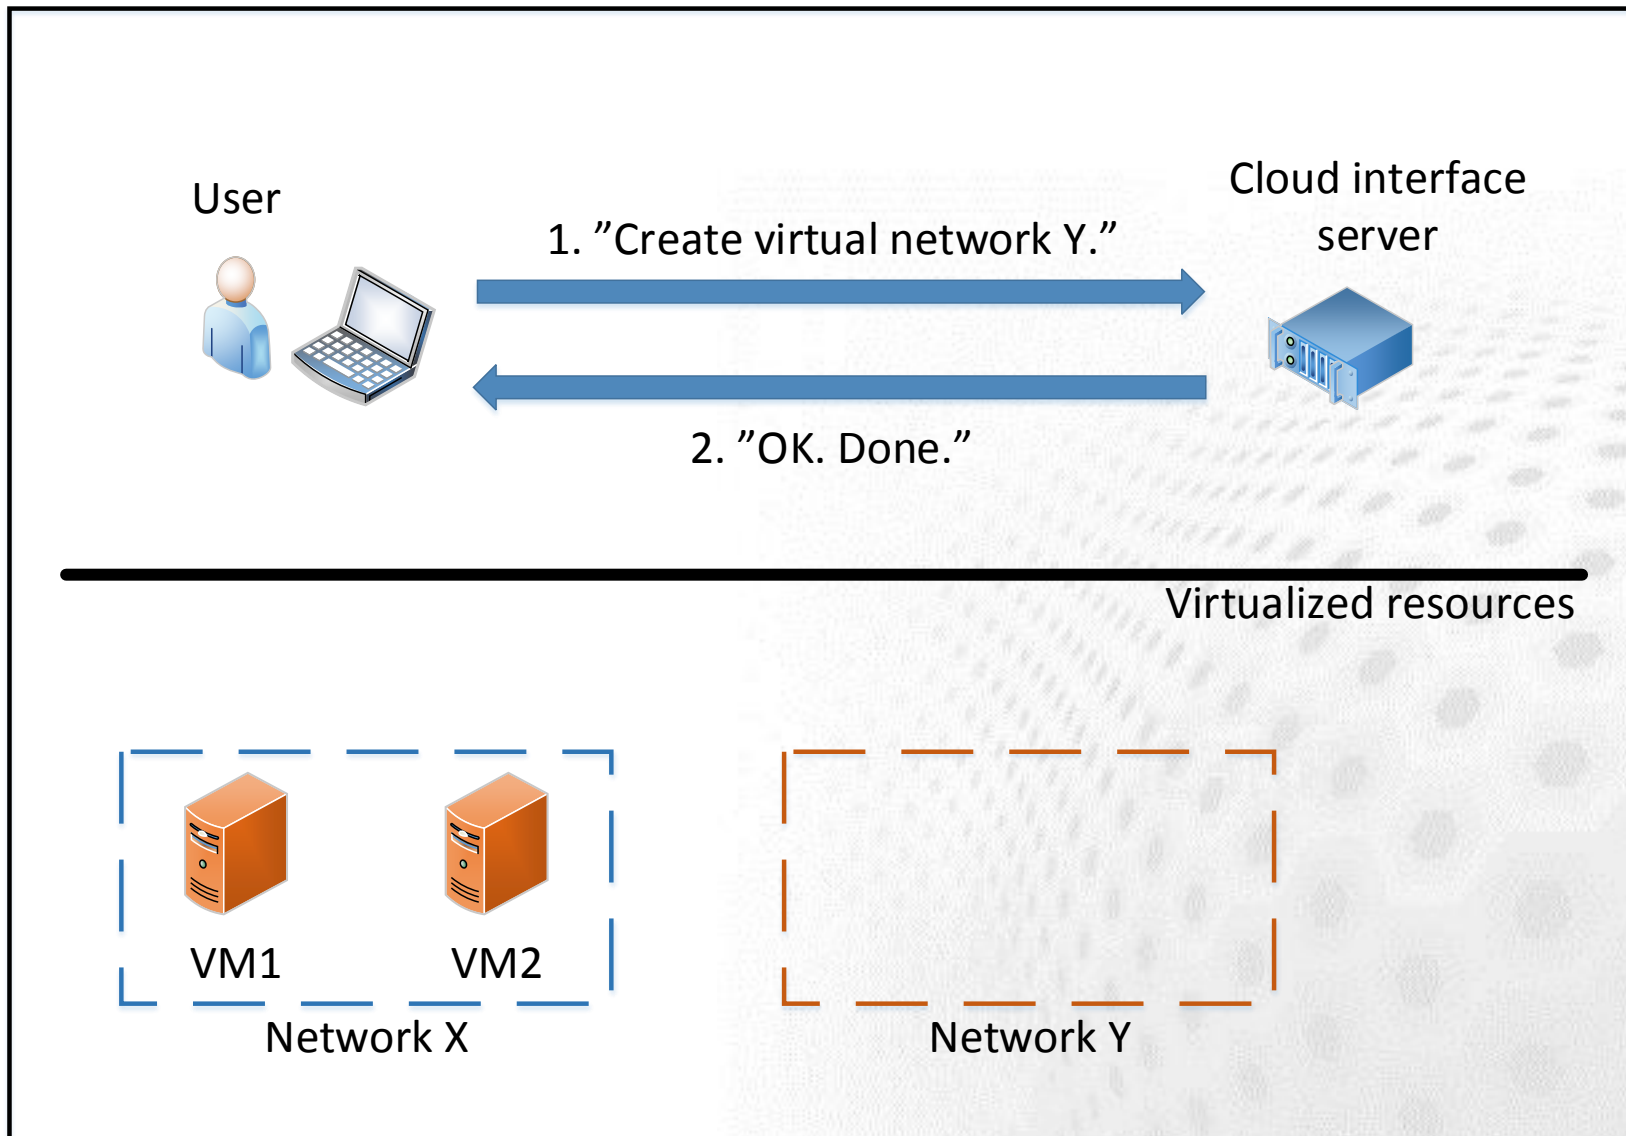 User
Cloud interface
server
1. ”Create virtual network Y.”
2. ”OK. Done.”
Virtualized resources
VM1
VM2
Network X
Network Y